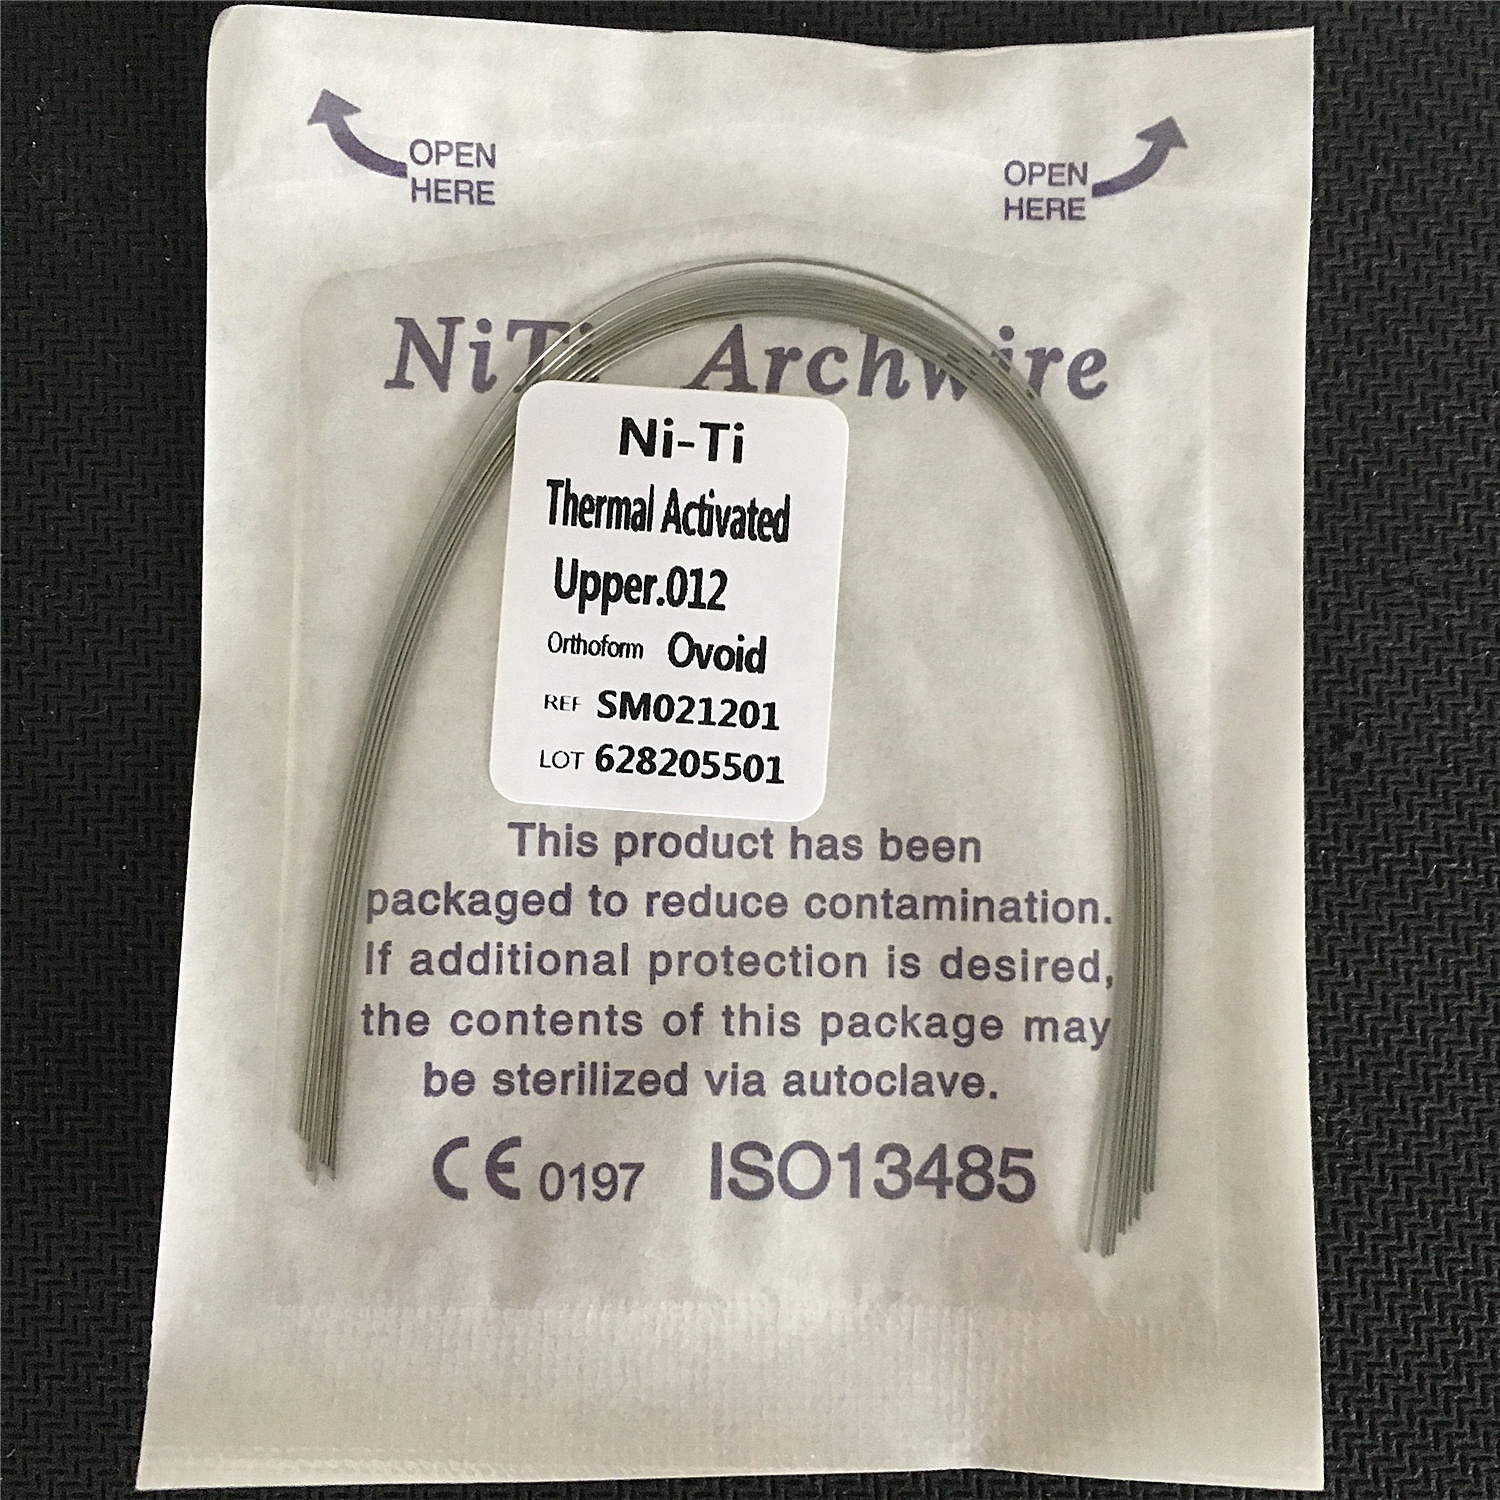 OPEN
HERE
OPEN
HERE
NiTi Archwire
Ni-Ti
Thermal Activated
Upper.012
Orthoform Ovoid
REF SM021201
LOT 628205501
This product has been
packaged to reduce contamination.
If additional protection is desired,
the contents of this package may
be sterilized via autoclave.
CE 0197 ISO13485